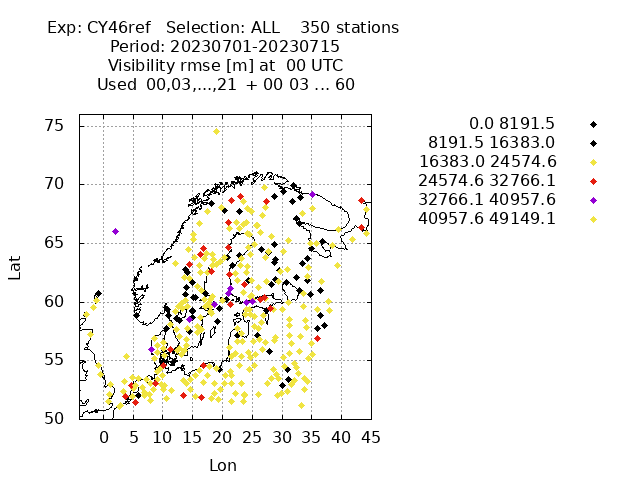 Exp: CY46ref   Selection: ALL    350 stations
Period: 20230701-20230715
Visibility rmse [m] at  00 UTC
Used  00,03,...,21  + 00 03 ... 60
0.0 8191.5
8191.5 16383.0
16383.0 24574.6
24574.6 32766.1
32766.1 40957.6
40957.6 49149.1
75
70
65
60
55
50
Lat
0 5 10 15 20 25 30 35 40 45
Lon